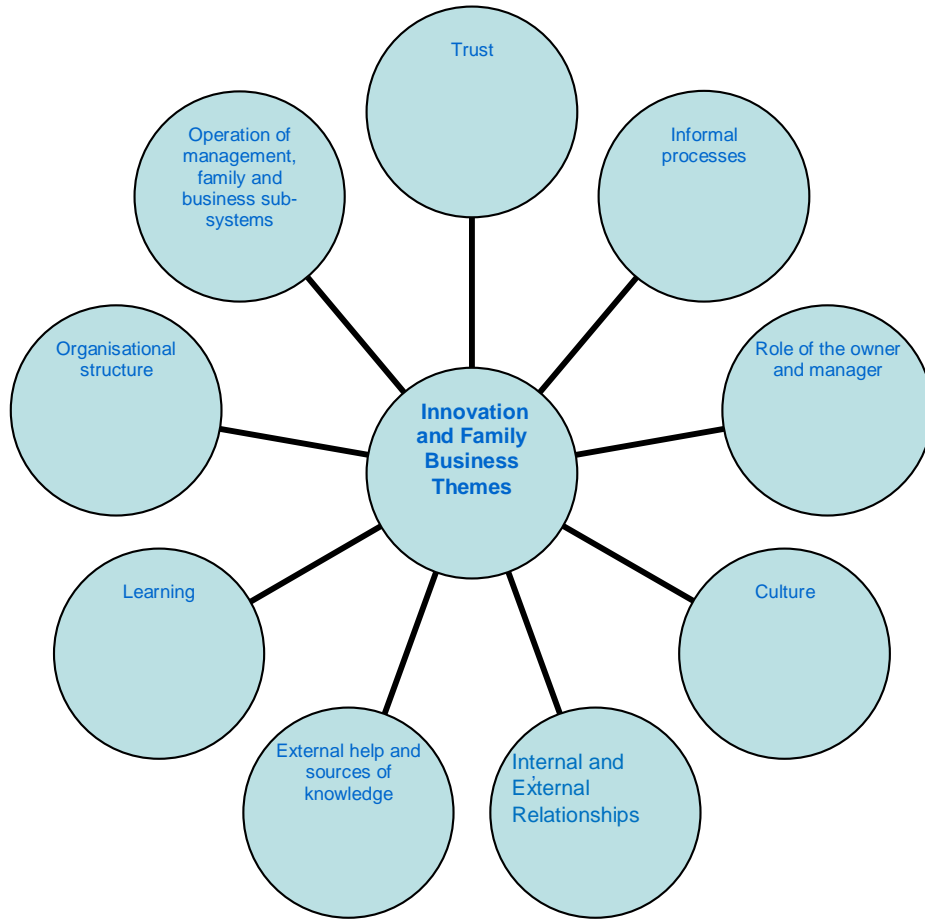 Trust
Informal
processes
Role of the owner
and manager
Culture
Internal and
External
Relationships
External help and
sources of
knowledge
Learning
Organisational
structure
Operation of
management,
family and
business sub-
systems
Innovation
and Family
Business
Themes